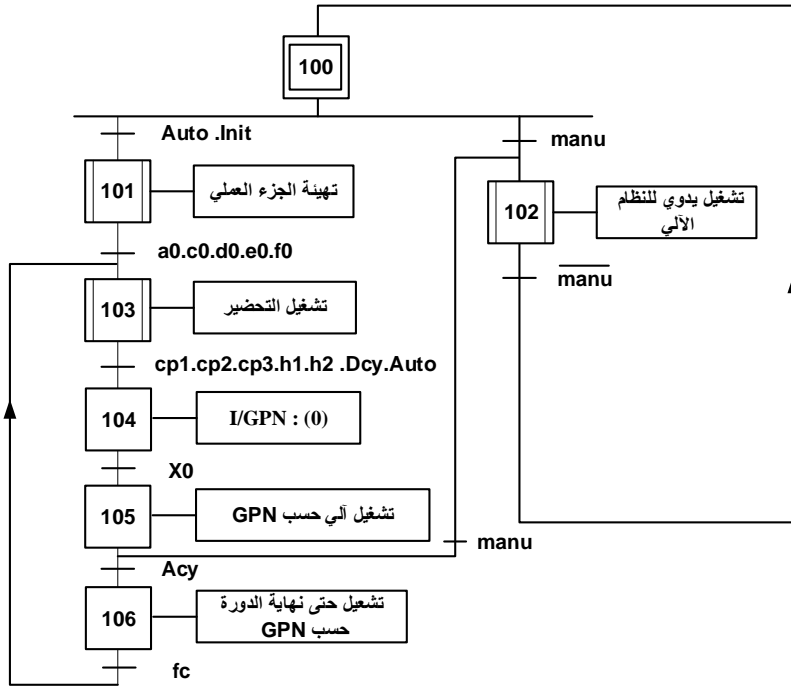 100
Auto .Init
manu
101
تهيئة الجزء العملي
102
تشغيل يدوي للنظام
الآلي
a0.c0.d0.e0.f0
manu
103
تشغيل التحضير
cp1.cp2.cp3.h1.h2 .Dcy.Auto
104
I/GPN : (0)
X0
105
تشغيل آلي حسب GPN
manu
Acy
106
تشعيل حتى نهاية الدورة
حسب GPN
fc